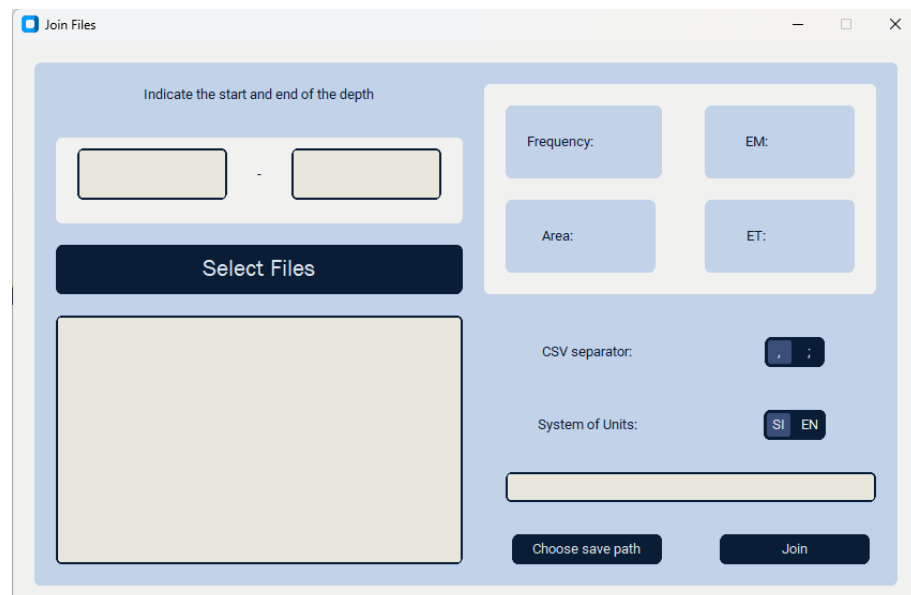 Join Files
Indicate the start and end of the depth
-
Select Files
Frequency:
EM:
Area:
ET:
CSV separator:
, ;
System of Units:
SI EN
Choose save path
Join